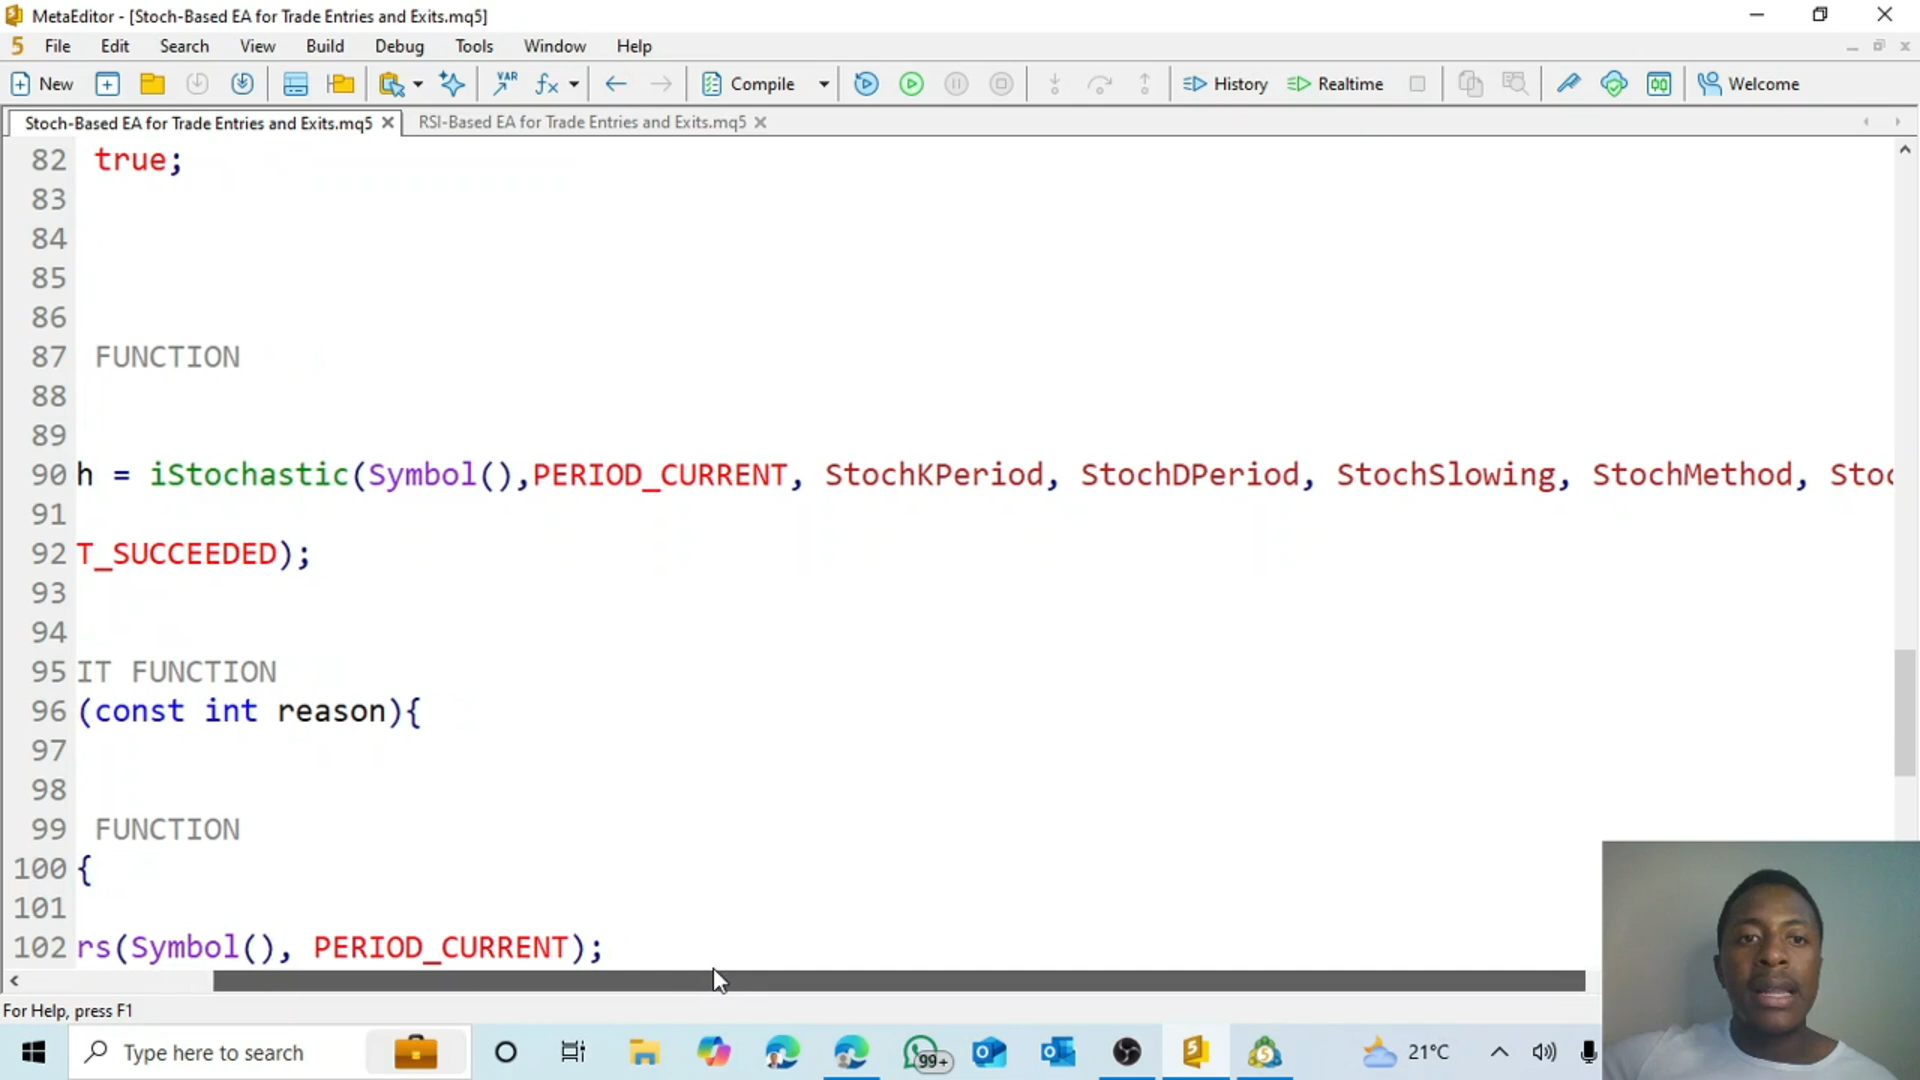 MetaEditor - [Stoch-Based EA for Trade Entries and Exits.mq5]
5 File Edit Search View Build Debug Tools Window Help
New VAR Compile History Realtime Welcome
Stoch-Based EA for Trade Entries and Exits.mq5 RSI-Based EA for Trade Entries and Exits.mq5
82 true;
83
84
85
86
87 FUNCTION
88
89
90 h = iStochastic(Symbol(),PERIOD_CURRENT, StochKPeriod, StochDPeriod, StochSlowing, StochMethod, Stoc
91
92 T_SUCCEEDED);
93
94
95 IT FUNCTION
96 (const int reason){
97
98
99 FUNCTION
100 {
101
102 rs(Symbol(), PERIOD_CURRENT);
For Help, press F1
Type here to search 99+ 21°C